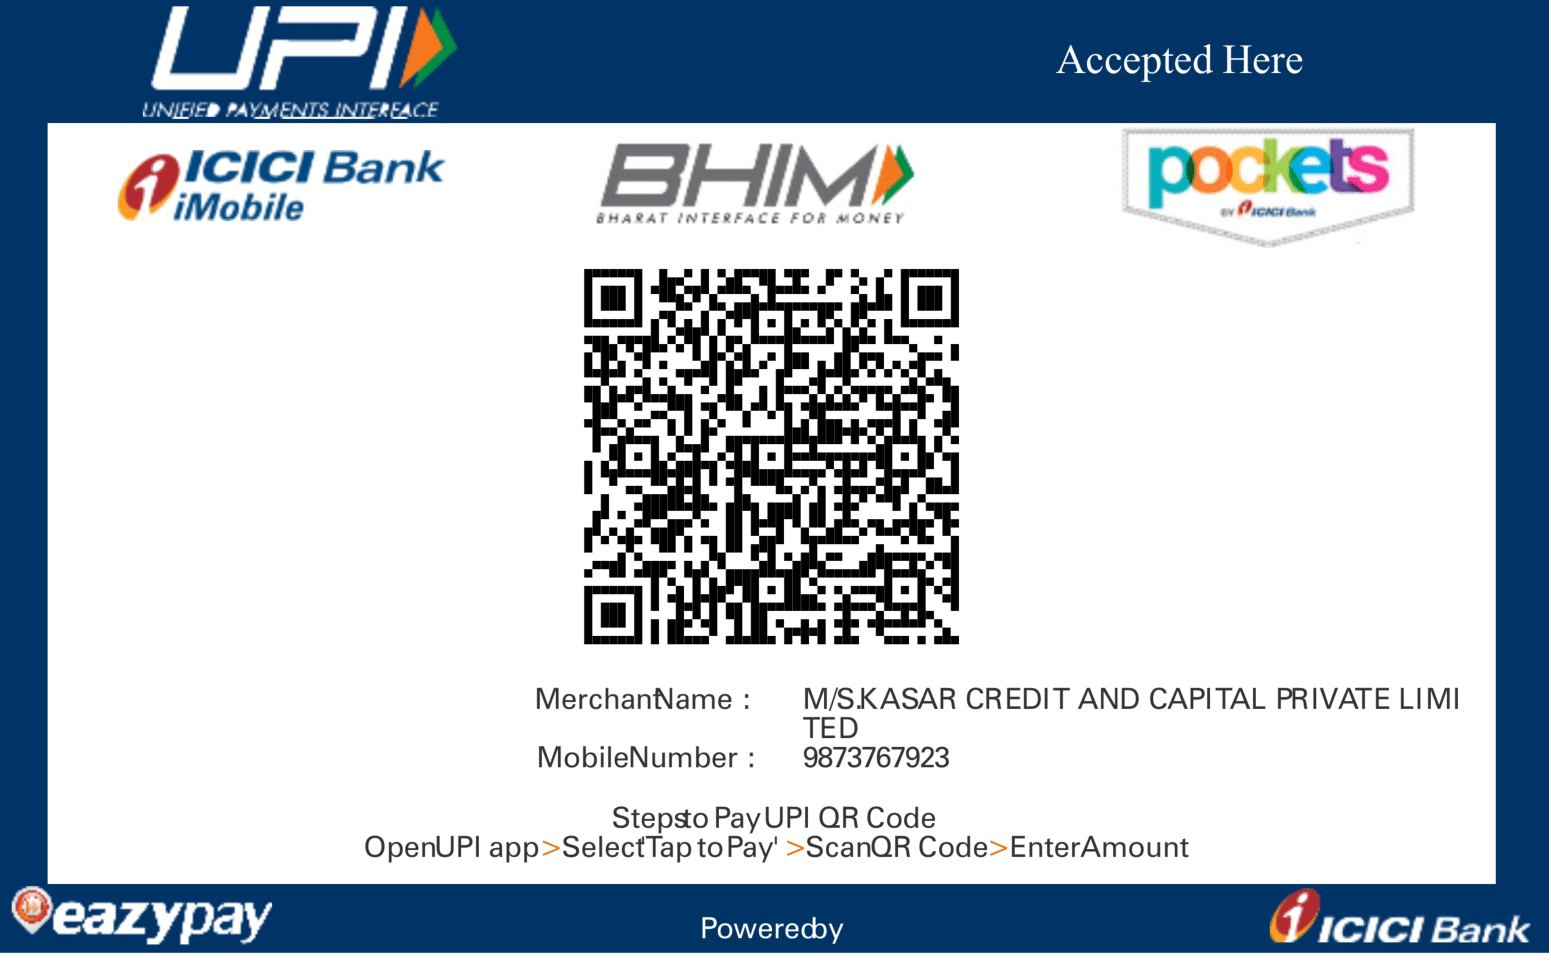 UPI
UNIFIED PAYMENTS INTERFACE
Accepted Here
ICICI Bank
iMobile
BHIM
BHARAT INTERFACE FOR MONEY
pockets
BY ICICI Bank
MerchantName : M/S.KASAR CREDIT AND CAPITAL PRIVATE LIMI
TED
MobileNumber : 9873767923
Stepsto Pay UPI QR Code
OpenUPI app>Select'Tap to Pay' >ScanQR Code>EnterAmount
eazypay
Poweredby
ICICI Bank